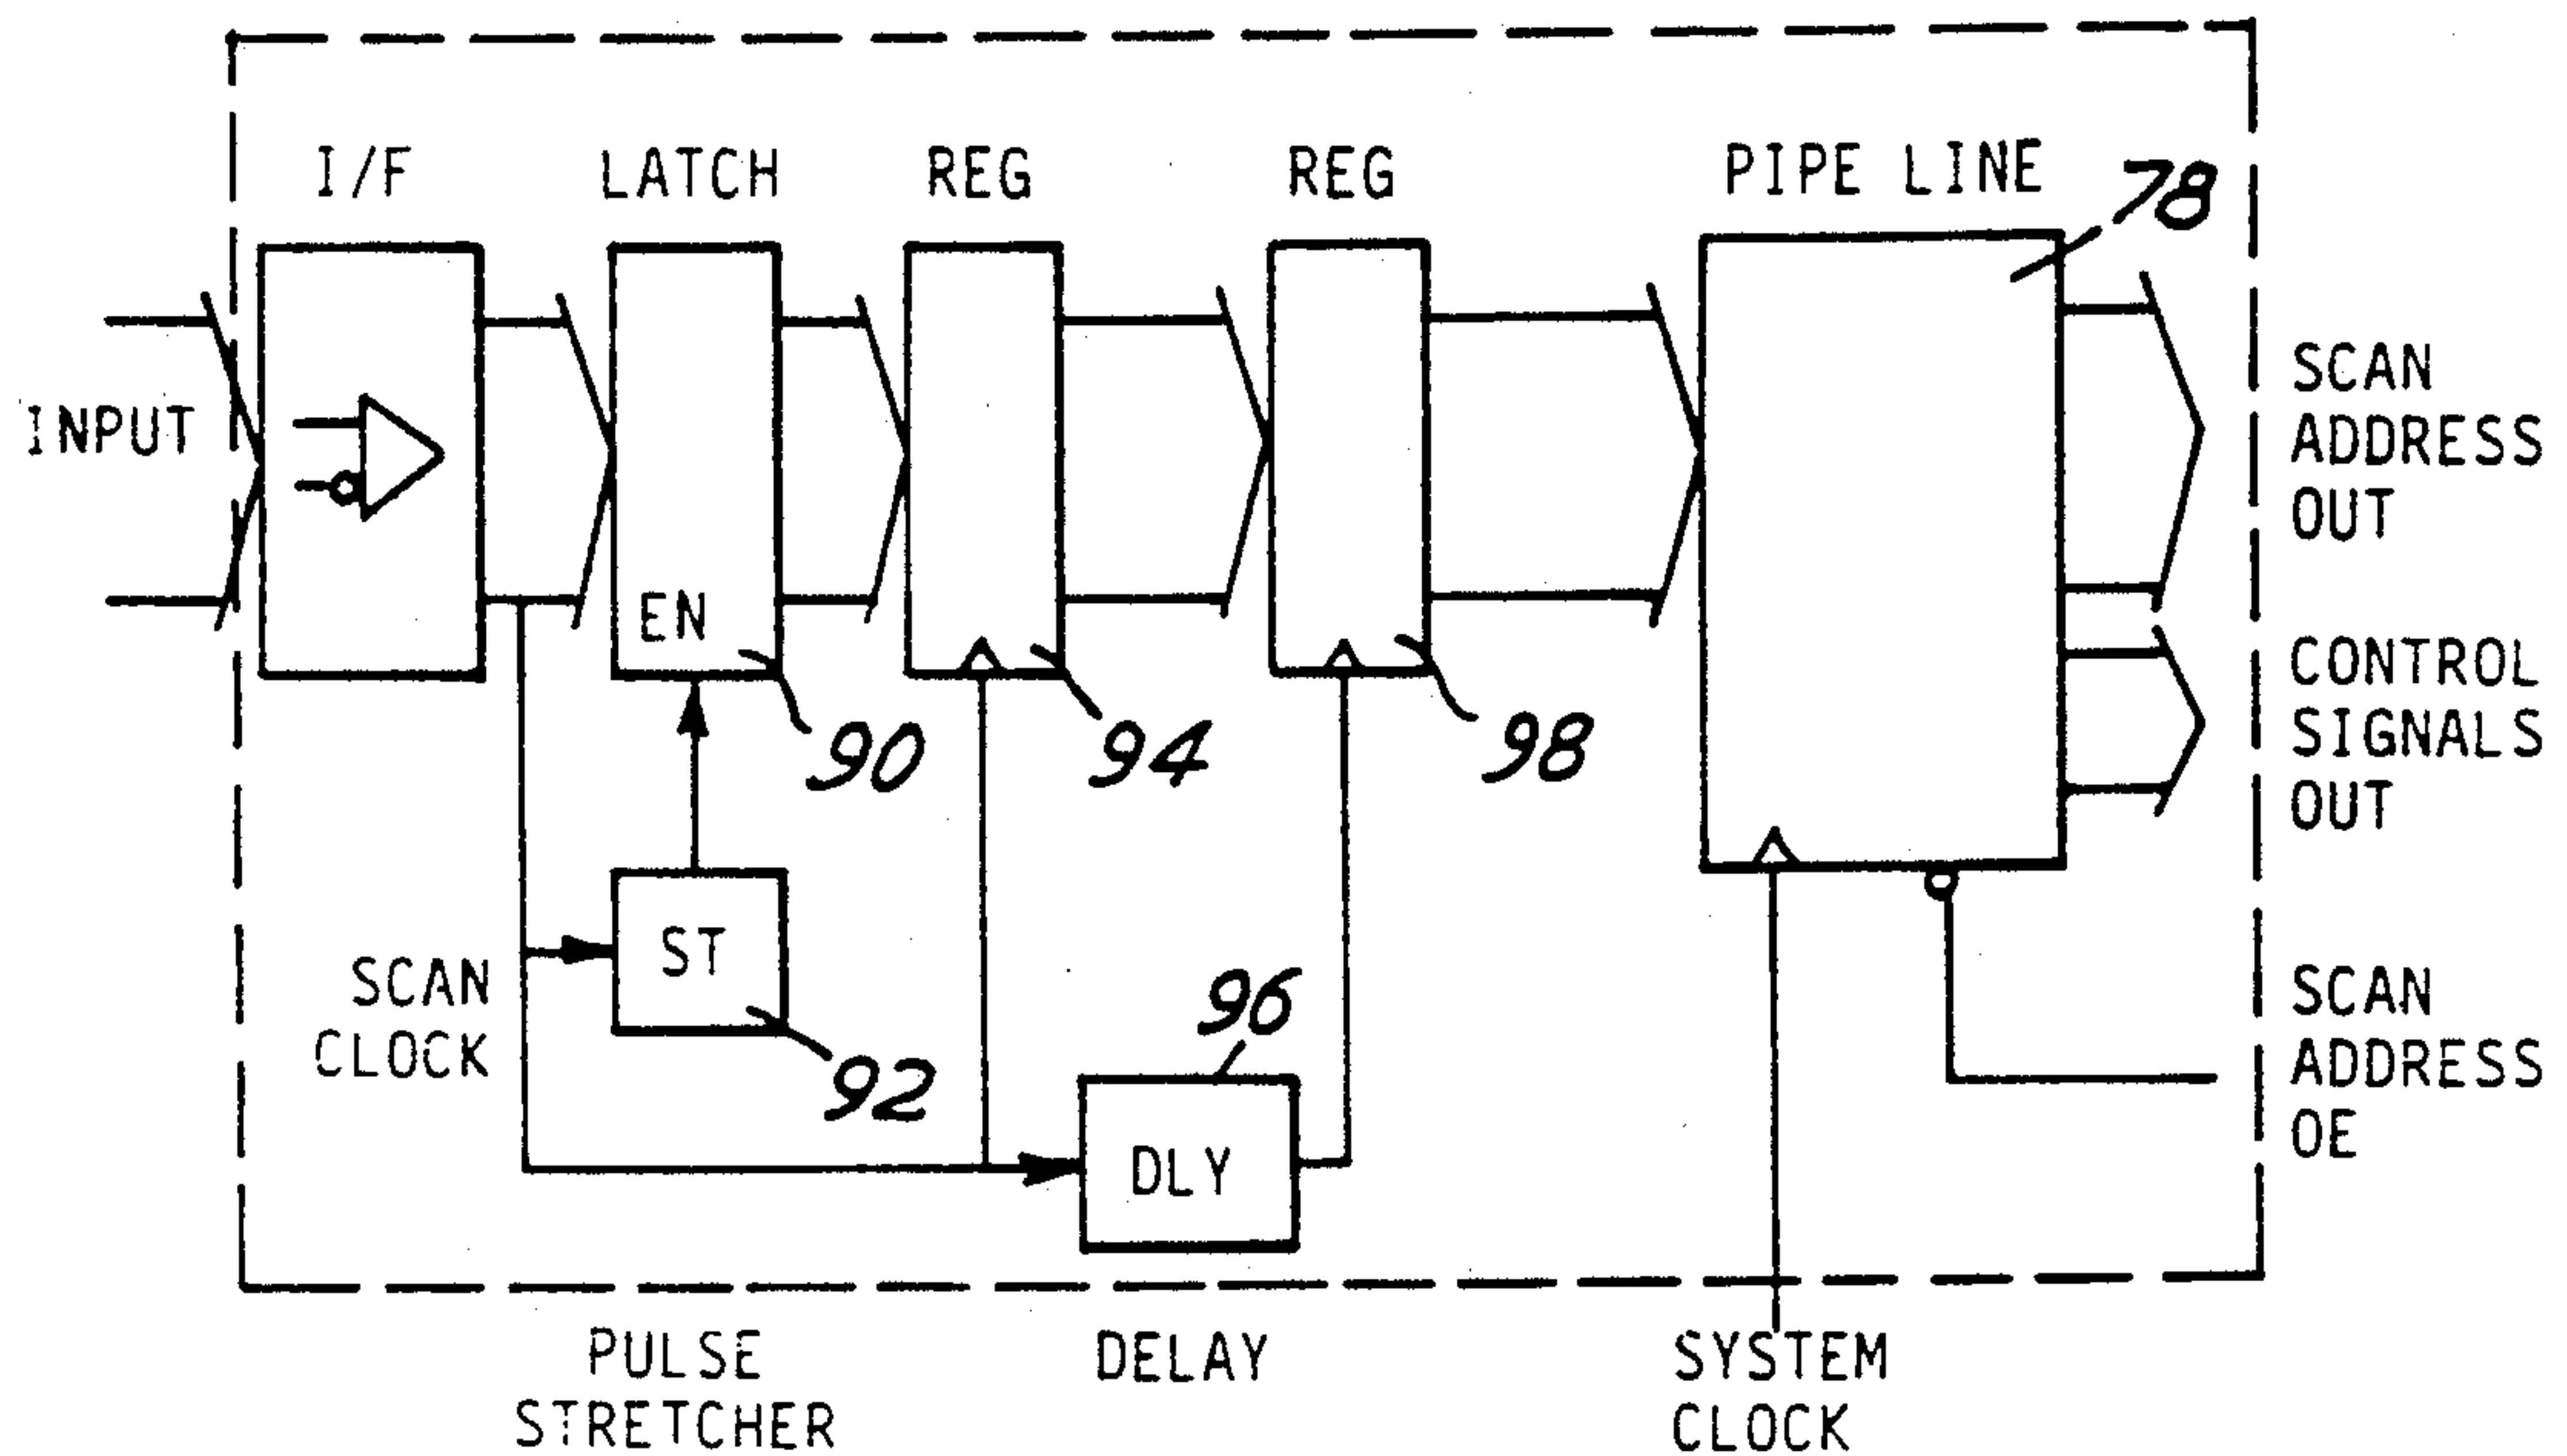 I/F
LATCH
REG
REG
PIPE LINE
78
INPUT
SCAN
ADDRESS
OUT
EN
CONTROL
SIGNALS
OUT
90
94
98
ST
SCAN
CLOCK
92
96
DLY
SCAN
ADDRESS
OE
PULSE
STRETCHER
DELAY
SYSTEM
CLOCK